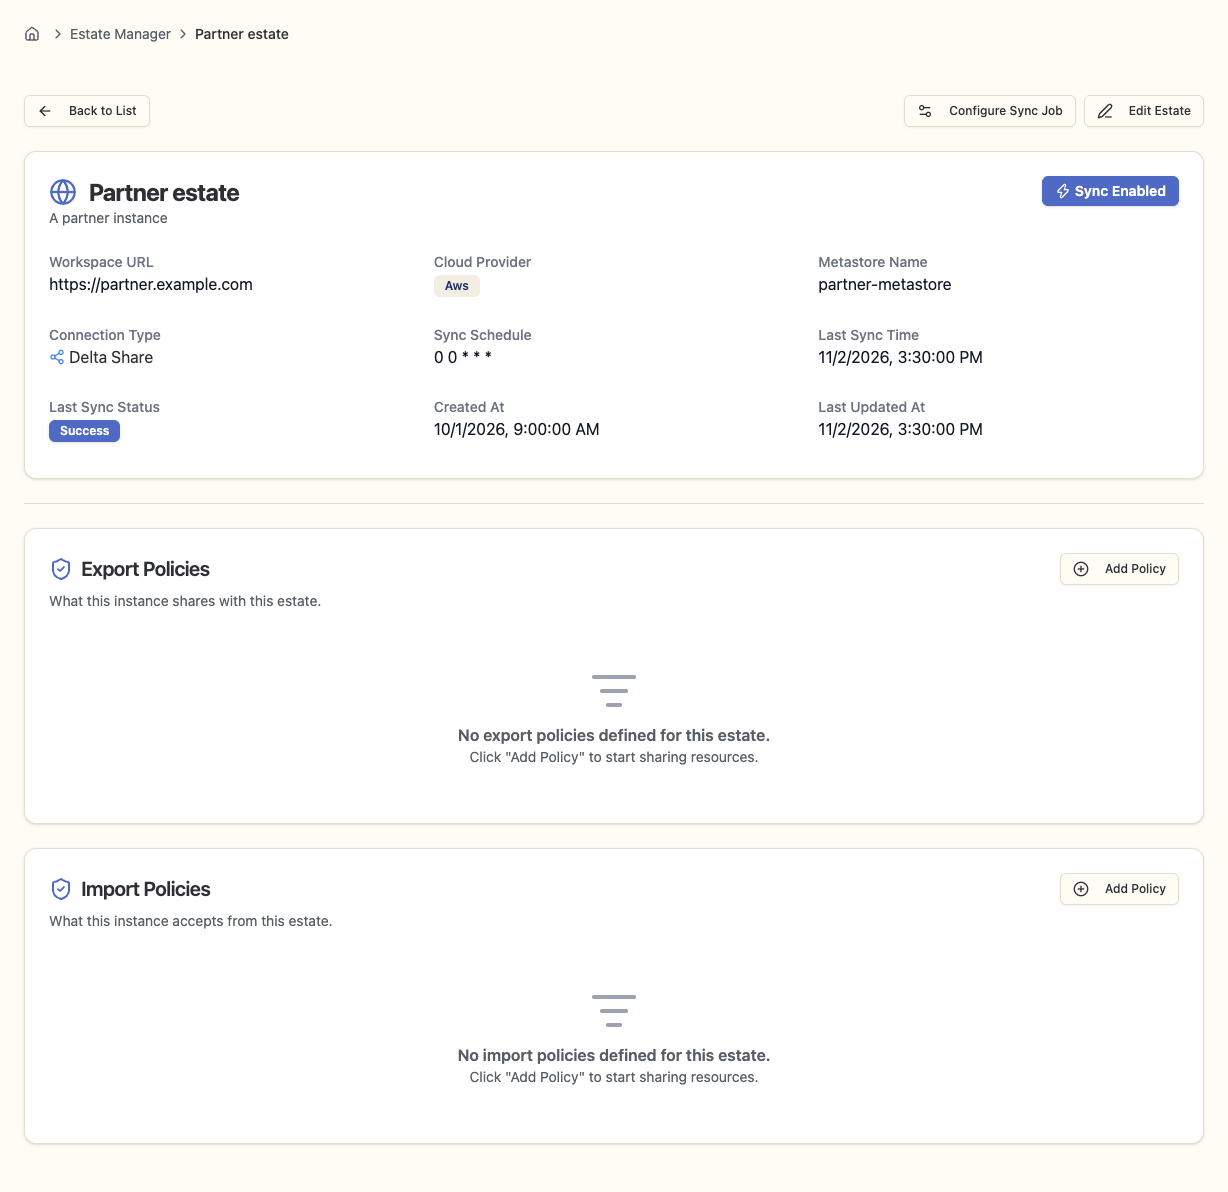 Estate Manager Partner estate
Back to List
Configure Sync Job
Edit Estate
Partner estate
Sync Enabled
A partner instance
Workspace URL
https://partner.example.com
Cloud Provider
Aws
Metastore Name
partner-metastore
Connection Type
Delta Share
Sync Schedule
0 0 * * *
Last Sync Time
11/2/2026, 3:30:00 PM
Last Sync Status
Success
Created At
10/1/2026, 9:00:00 AM
Last Updated At
11/2/2026, 3:30:00 PM
Export Policies
Add Policy
What this instance shares with this estate.
No export policies defined for this estate.
Click "Add Policy" to start sharing resources.
Import Policies
Add Policy
What this instance accepts from this estate.
No import policies defined for this estate.
Click "Add Policy" to start sharing resources.